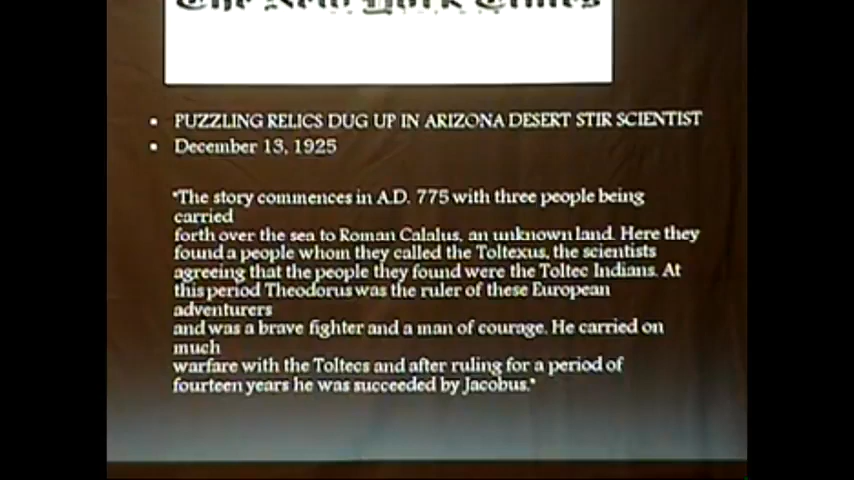 The New York Times
• PUZZLING RELICS DUG UP IN ARIZONA DESERT STIR SCIENTIST
• December 13, 1925
"The story commences in A.D. 775 with three people being
carried
forth over the sea to Roman Calalus, an unknown land. Here they
found a people whom they called the Toltexus, the scientists
agreeing that the people they found were the Toltec Indians. At
this period Theodorus was the ruler of these European
adventurers
and was a brave fighter and a man of courage. He carried on
much
warfare with the Toltecs and after ruling for a period of
fourteen years he was succeeded by Jacobus."